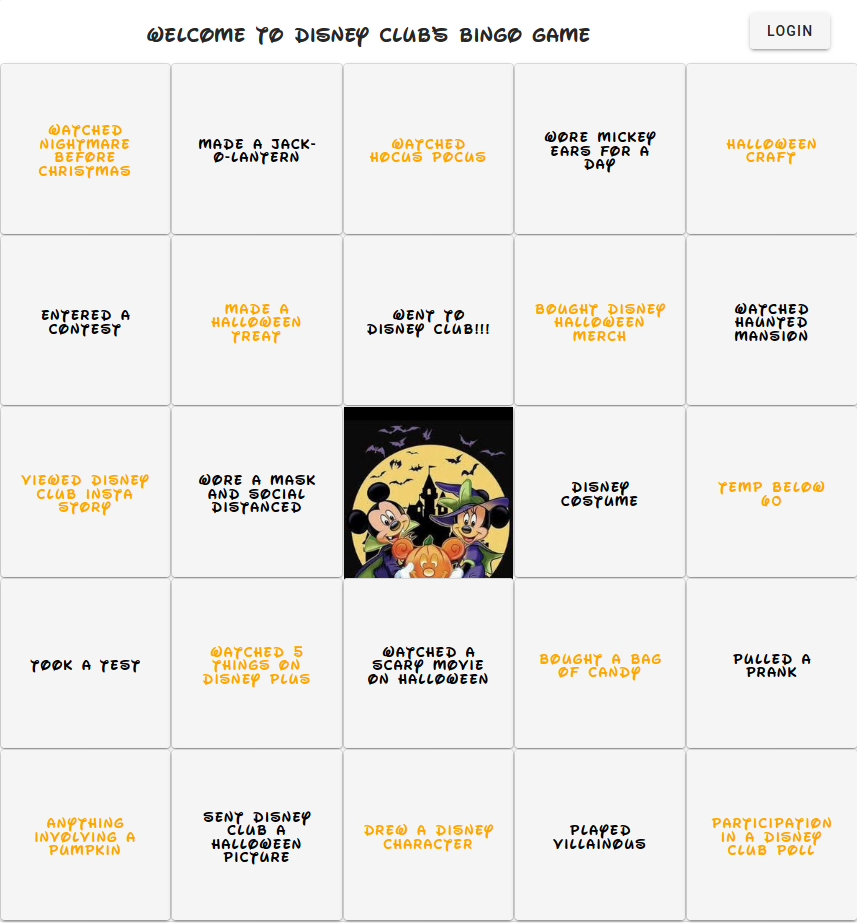 WELCOME TO DISNEY CLUB'S BINGO GAME
LOGIN
WATCHED
NIGHTMARE
BEFORE
CHRISTMAS
MADE A JACK-
O-LANTERN
WATCHED
HOCUS POCUS
WORE MICKEY
EARS FOR A
DAY
HALLOWEEN
CRAFT
ENTERED A
CONTEST
MADE A
HALLOWEEN
TREAT
WENT TO
DISNEY CLUB!!!
BOUGHT DISNEY
HALLOWEEN
MERCH
WATCHED
HAUNTED
MANSION
VIEWED DISNEY
CLUB INSTA
STORY
WORE A MASK
AND SOCIAL
DISTANCED
DISNEY
COSTUME
TEMP BELOW
60
TOOK A TEST
WATCHED 5
THINGS ON
DISNEY PLUS
WATCHED A
SCARY MOVIE
ON HALLOWEEN
BOUGHT A BAG
OF CANDY
PULLED A
PRANK
ANYTHING
INVOLVING A
PUMPKIN
SENT DISNEY
CLUB A
HALLOWEEN
PICTURE
DREW A DISNEY
CHARACTER
PLAYED
VILLAINOUS
PARTICIPATION
IN A DISNEY
CLUB POLL